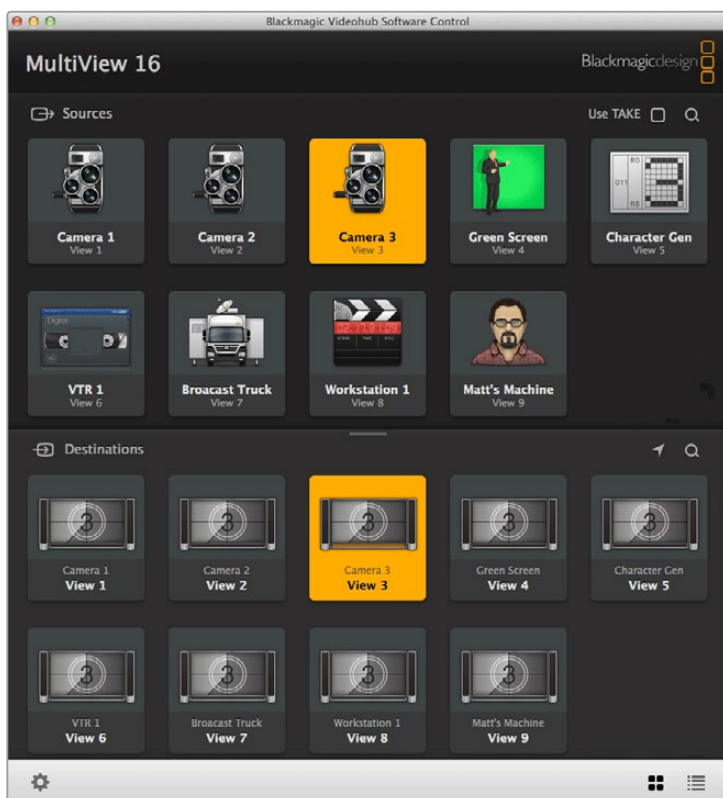 Blackmagic Videohub Software Control
MultiView 16
Blackmagicdesign
Sources
Use TAKE
Camera 1
View 1
Camera 2
View 2
Camera 3
View 3
Green Screen
View 4
Character Gen
View 5
VTR 1
View 6
Broacast Truck
View 7
Workstation 1
View 8
Matt's Machine
View 9
Destinations
Camera 1
View 1
Camera 2
View 2
Camera 3
View 3
Green Screen
View 4
Character Gen
View 5
VTR 1
View 6
Broacast Truck
View 7
Workstation 1
View 8
Matt's Machine
View 9